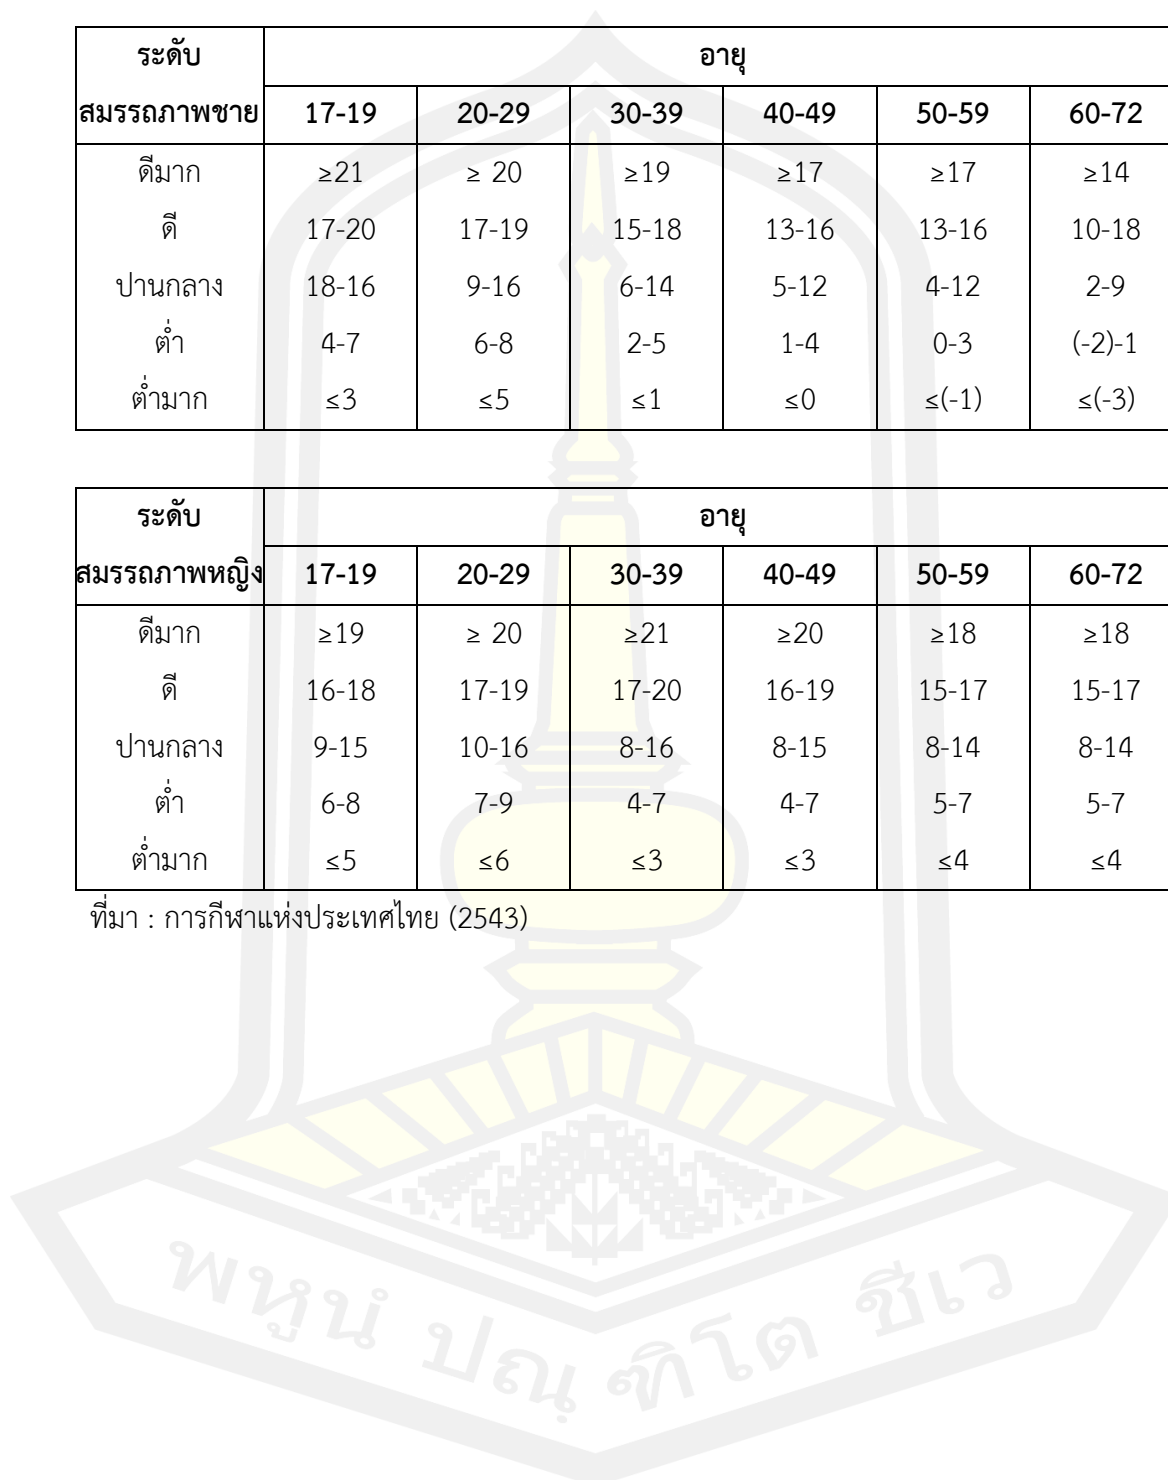 ระดับ อายุ
สมรรถภาพชาย 17-19 20-29 30-39 40-49 50-59 60-72
ดีมาก ≥21 ≥ 20 ≥19 ≥17 ≥17 ≥14
ดี 17-20 17-19 15-18 13-16 13-16 10-18
ปานกลาง 18-16 9-16 6-14 5-12 4-12 2-9
ต่ำ 4-7 6-8 2-5 1-4 0-3 (-2)-1
ต่ำมาก ≤3 ≤5 ≤1 ≤0 ≤(-1) ≤(-3)
ระดับ อายุ
สมรรถภาพหญิง 17-19 20-29 30-39 40-49 50-59 60-72
ดีมาก ≥19 ≥ 20 ≥21 ≥20 ≥18 ≥18
ดี 16-18 17-19 17-20 16-19 15-17 15-17
ปานกลาง 9-15 10-16 8-16 8-15 8-14 8-14
ต่ำ 6-8 7-9 4-7 4-7 5-7 5-7
ต่ำมาก ≤5 ≤6 ≤3 ≤3 ≤4 ≤4
ที่มา : การกีฬาแห่งประเทศไทย (2543)
พหูนํ ปณฺฑิโต ชีเว